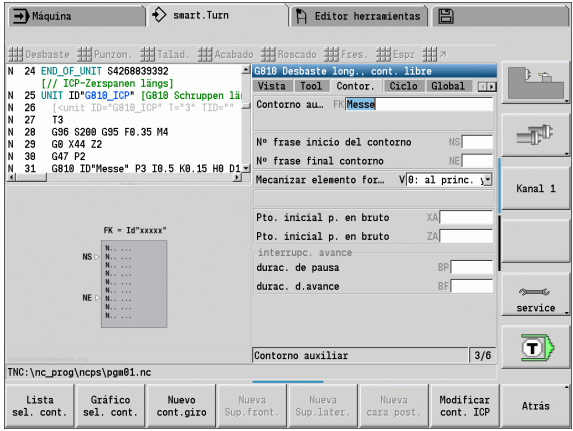 Máquina
smart.Turn
Editor herramientas
Desbaste
Punzon.
Talad.
Acabado
Roscado
Fres.
Espz
N 24 END_OF_UNIT S4268839392
[// ICP-Zerspanen längs]
N 25 UNIT ID"G810_ICP" [G810 Schruppen lä
N 26 [<unit ID="G810_ICP" T="3" TID=""
N 27 T3
N 28 G96 S200 G95 F0.35 M4
N 29 G0 X44 Z2
N 30 G47 P2
N 31 G810 ID"Messe" P3 I0.5 K0.15 H0 D1
G810 Desbaste long., cont. libre
Vista Tool Contor. Ciclo Global
Contorno au... FK Messe
Nº frase inicio del contorno NS
Nº frase final contorno NE
Mecanizar elemento for... V 0: al princ. y
Pto. inicial p. en bruto XA
Pto. inicial p. en bruto ZA
interrupc. avance
durac. de pausa BP
durac. d.avance BF
Contorno auxiliar 3/6
FK = Id"xxxxx"
N.. ...
NS N.. ...
N.. ...
N.. ...
N.. ...
NE N.. ...
N.. ...
N.. ...
TNC:\nc_prog\ncps\pgm01.nc
Lista sel. cont.
Gráfico sel. cont.
Nuevo cont.giro
Nueva Sup.front.
Nueva Sup.later.
Nueva cara post.
Modificar cont. ICP
Atrás
Kanal 1
service
T